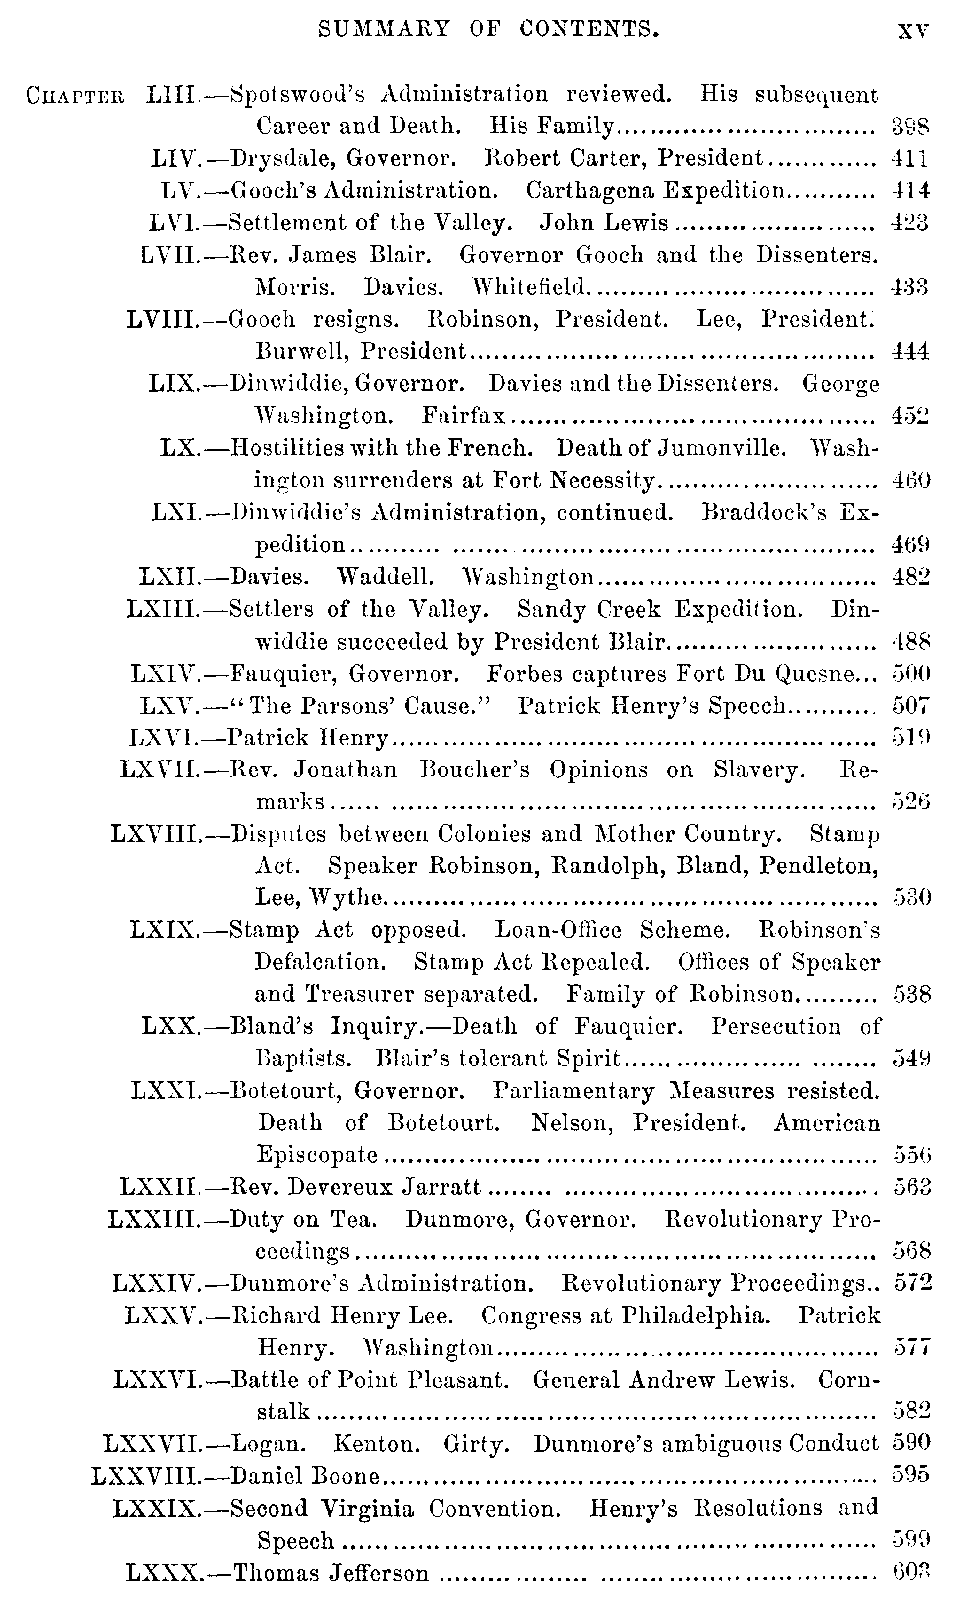 SUMMARY OF CONTENTS. XV
CHAPTER LIII.—Spotswood's Administration reviewed. His subsequent
Career and Death. His Family................................ 398
LIV.—Drysdale, Governor. Robert Carter, President............. 411
LV.—Gooch's Administration. Carthagena Expedition........... 414
LVI.—Settlement of the Valley. John Lewis......................... 423
LVII.—Rev. James Blair. Governor Gooch and the Dissenters.
Morris. Davies. Whitefield................................... 433
LVIII.—Gooch resigns. Robinson, President. Lee, President.
Burwell, President................................................. 444
LIX.—Dinwiddie, Governor. Davies and the Dissenters. George
Washington. Fairfax............................................ 452
LX.—Hostilities with the French. Death of Jumonville. Wash-
ington surrenders at Fort Necessity.......................... 460
LXI.—Dinwiddie's Administration, continued. Braddock's Ex-
pedition................................................................ 469
LXII.—Davies. Waddell. Washington.................................. 482
LXIII.—Settlers of the Valley. Sandy Creek Expedition. Din-
widdie succeeded by President Blair......................... 488
LXIV.—Fauquier, Governor. Forbes captures Fort Du Quesne... 500
LXV.—"The Parsons' Cause." Patrick Henry's Speech........... 507
LXVI.—Patrick Henry........................................................... 519
LXVII.—Rev. Jonathan Boucher's Opinions on Slavery. Re-
marks.................................................................. 526
LXVIII.—Disputes between Colonies and Mother Country. Stamp
Act. Speaker Robinson, Randolph, Bland, Pendleton,
Lee, Wythe............................................................ 530
LXIX.—Stamp Act opposed. Loan-Office Scheme. Robinson's
Defalcation. Stamp Act Repealed. Offices of Speaker
and Treasurer separated. Family of Robinson.......... 538
LXX.—Bland's Inquiry.—Death of Fauquier. Persecution of
Baptists. Blair's tolerant Spirit............................... 549
LXXI.—Botetourt, Governor. Parliamentary Measures resisted.
Death of Botetourt. Nelson, President. American
Episcopate............................................................ 556
LXXII.—Rev. Devereux Jarratt............................................... 563
LXXIII.—Duty on Tea. Dunmore, Governor. Revolutionary Pro-
ceedings................................................................ 568
LXXIV.—Dunmore's Administration. Revolutionary Proceedings.. 572
LXXV.—Richard Henry Lee. Congress at Philadelphia. Patrick
Henry. Washington.............................................. 577
LXXVI.—Battle of Point Pleasant. General Andrew Lewis. Corn-
stalk.................................................................... 582
LXXVII.—Logan. Kenton. Girty. Dunmore's ambiguous Conduct 590
LXXVIII.—Daniel Boone............................................................ 595
LXXIX.—Second Virginia Convention. Henry's Resolutions and
Speech................................................................. 599
LXXX.—Thomas Jefferson..................................................... 603